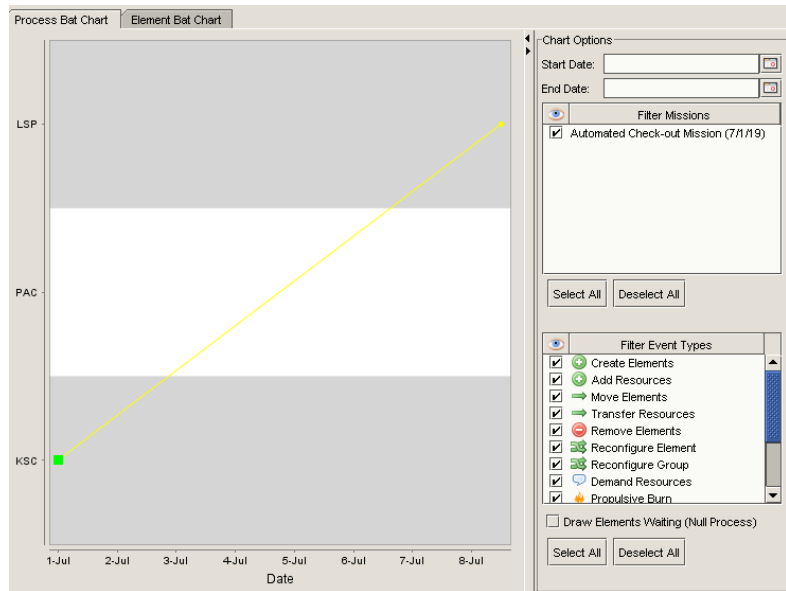 Process Bat Chart
Element Bat Chart
LSP
PAC
KSC
1-Jul 2-Jul 3-Jul 4-Jul 5-Jul 6-Jul 7-Jul 8-Jul
Date
Chart Options
Start Date:
End Date:
Filter Missions
Automated Check-out Mission (7/1/19)
Select All Deselect All
Filter Event Types
Create Elements
Add Resources
Move Elements
Transfer Resources
Remove Elements
Reconfigure Element
Reconfigure Group
Demand Resources
Propulsive Burn
Draw Elements Waiting (Null Process)
Select All Deselect All